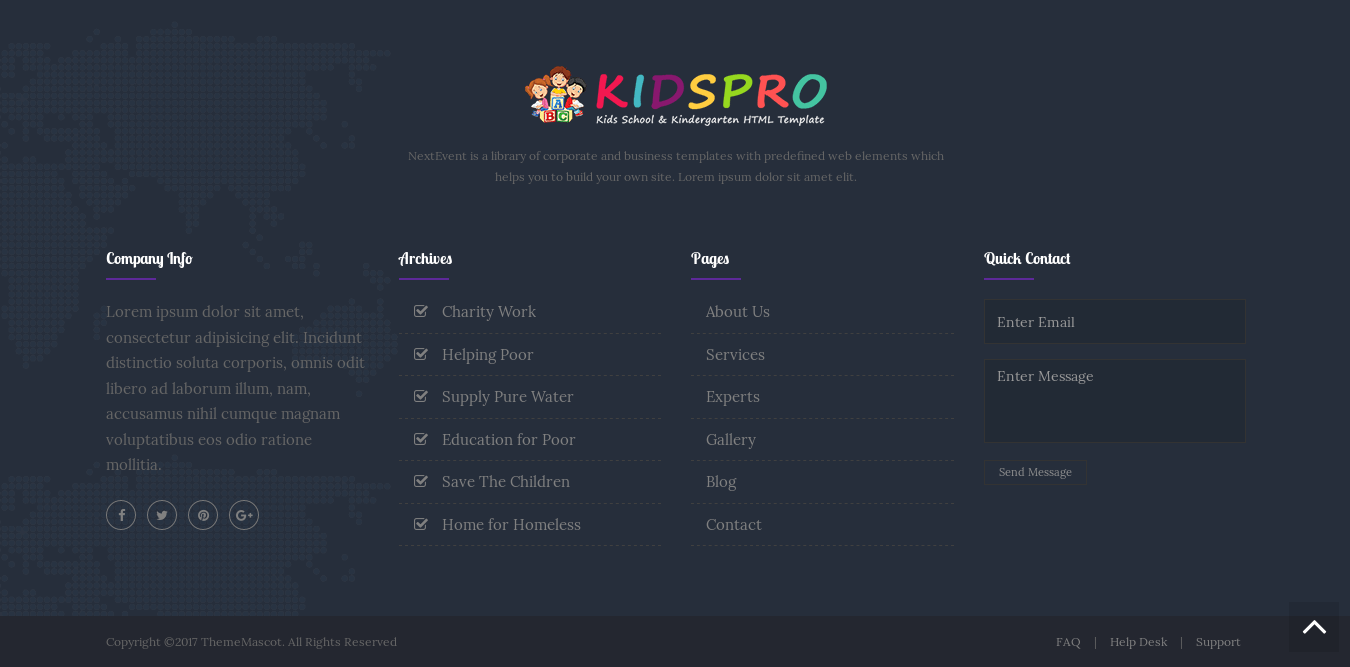 KIDSPRO
Kids School & Kindergarten HTML Template
A
B C
NextEvent is a library of corporate and business templates with predefined web elements which
helps you to build your own site. Lorem ipsum dolor sit amet elit.
Company Info
Lorem ipsum dolor sit amet,
consectetur adipisicing elit. Incidunt
distinctio soluta corporis, omnis odit
libero ad laborum illum, nam,
accusamus nihil cumque magnam
voluptatibus eos odio ratione
mollitia.
Archives
Charity Work
Helping Poor
Supply Pure Water
Education for Poor
Save The Children
Home for Homeless
Pages
About Us
Services
Experts
Gallery
Blog
Contact
Quick Contact
Enter Email
Enter Message
Send Message
Copyright ©2017 ThemeMascot. All Rights Reserved
FAQ | Help Desk | Support